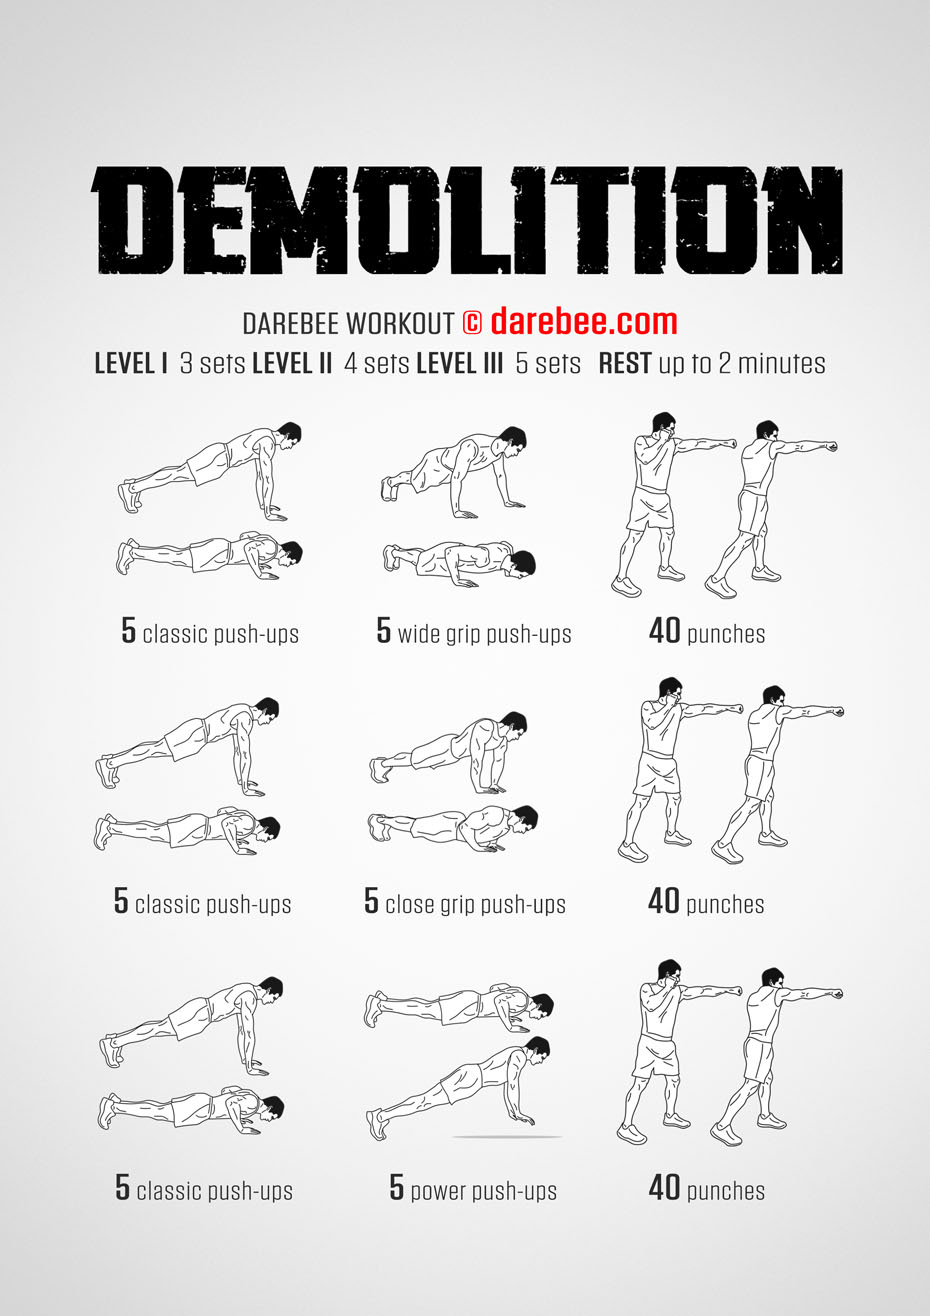 DEMOLITION
DAREBEE WORKOUT © darebee.com
LEVEL I 3 sets LEVEL II 4 sets LEVEL III 5 sets REST up to 2 minutes
5 classic push-ups
5 wide grip push-ups
40 punches
5 classic push-ups
5 close grip push-ups
40 punches
5 classic push-ups
5 power push-ups
40 punches